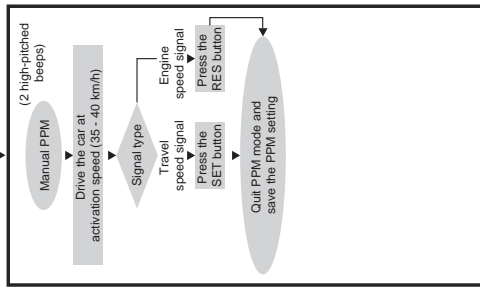 (2 high-pitched
beeps)
Manual PPM
Drive the car at
activation speed (35 - 40 km/h)
Signal type
Travel
speed signal
Engine
speed signal
Press the
SET button
Press the
RES button
Quit PPM mode and
save the PPM setting